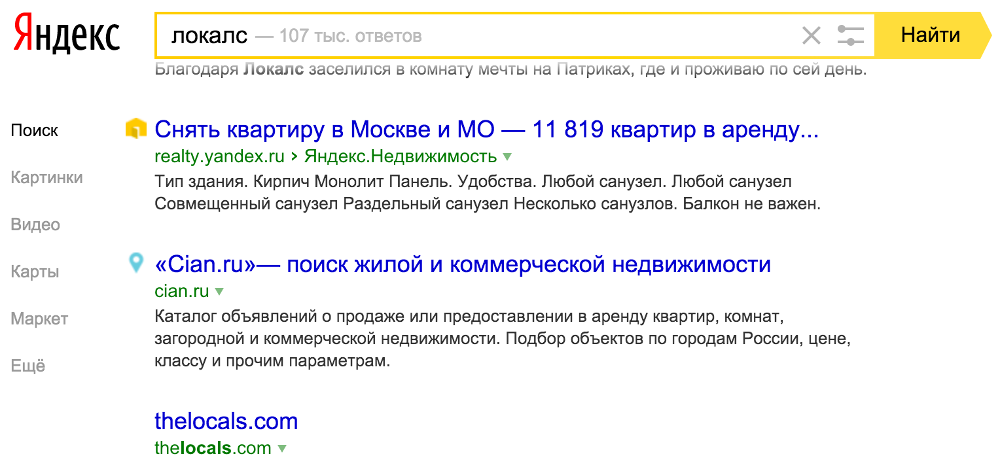 Яндекс
локалс — 107 тыс. ответов
Найти
Благодаря Локалс заселился в комнату мечты на Патриках, где и проживаю по сей день.
Поиск
Картинки
Видео
Карты
Маркет
Ещё
Снять квартиру в Москве и МО — 11 819 квартир в аренду...
realty.yandex.ru › Яндекс.Недвижимость
Тип здания. Кирпич Монолит Панель. Удобства. Любой санузел. Любой санузел
Совмещенный санузел Раздельный санузел Несколько санузлов. Балкон не важен.
«Cian.ru»— поиск жилой и коммерческой недвижимости
cian.ru
Каталог объявлений о продаже или предоставлении в аренду квартир, комнат,
загородной и коммерческой недвижимости. Подбор объектов по городам России, цене,
классу и прочим параметрам.
thelocals.com
thelocals.com